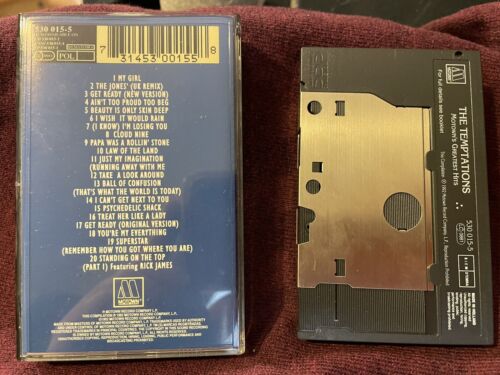 530 015-5
POL
7 31453 00155 8
1 MY GIRL
2 THE JONES' (UK REMIX)
3 GET READY (NEW VERSION)
4 AIN'T TOO PROUD TOO BEG
5 BEAUTY IS ONLY SKIN DEEP
6 I WISH IT WOULD RAIN
7 (I KNOW) I'M LOSING YOU
8 CLOUD NINE
9 PAPA WAS A ROLLIN' STONE
10 LAW OF THE LAND
11 JUST MY IMAGINATION
(RUNNING AWAY WITH ME)
12 TAKE A LOOK AROUND
13 BALL OF CONFUSION
(THAT'S WHAT THE WORLD IS TODAY)
14 I CAN'T GET NEXT TO YOU
15 PSYCHEDELIC SHACK
16 TREAT HER LIKE A LADY
17 GET READY (ORIGINAL VERSION)
18 YOU'RE MY EVERYTHING
19 SUPERSTAR
(REMEMBER HOW YOU GOT WHERE YOU ARE)
20 STANDING ON THE TOP
(PART 1) Featuring RICK JAMES
MOTOWN
MOTOWN RECORD COMPANY L.P.
MOTOWN
THE TEMPTATIONS
MOTOWN'S GREATEST HITS
For full details see booklet
530 015-5